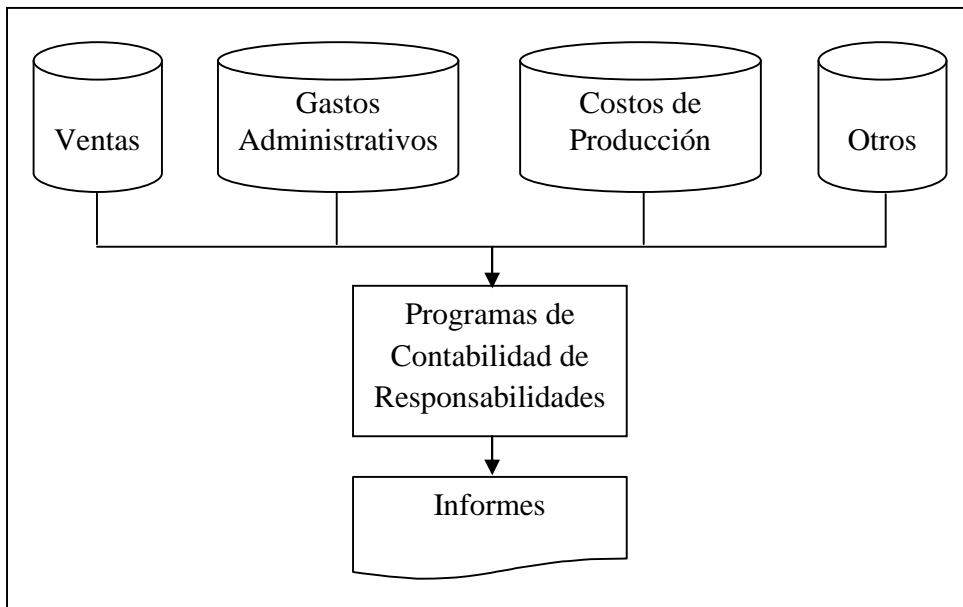 Ventas
Gastos
Administrativos
Costos de
Producción
Otros
Programas de
Contabilidad de
Responsabilidades
Informes